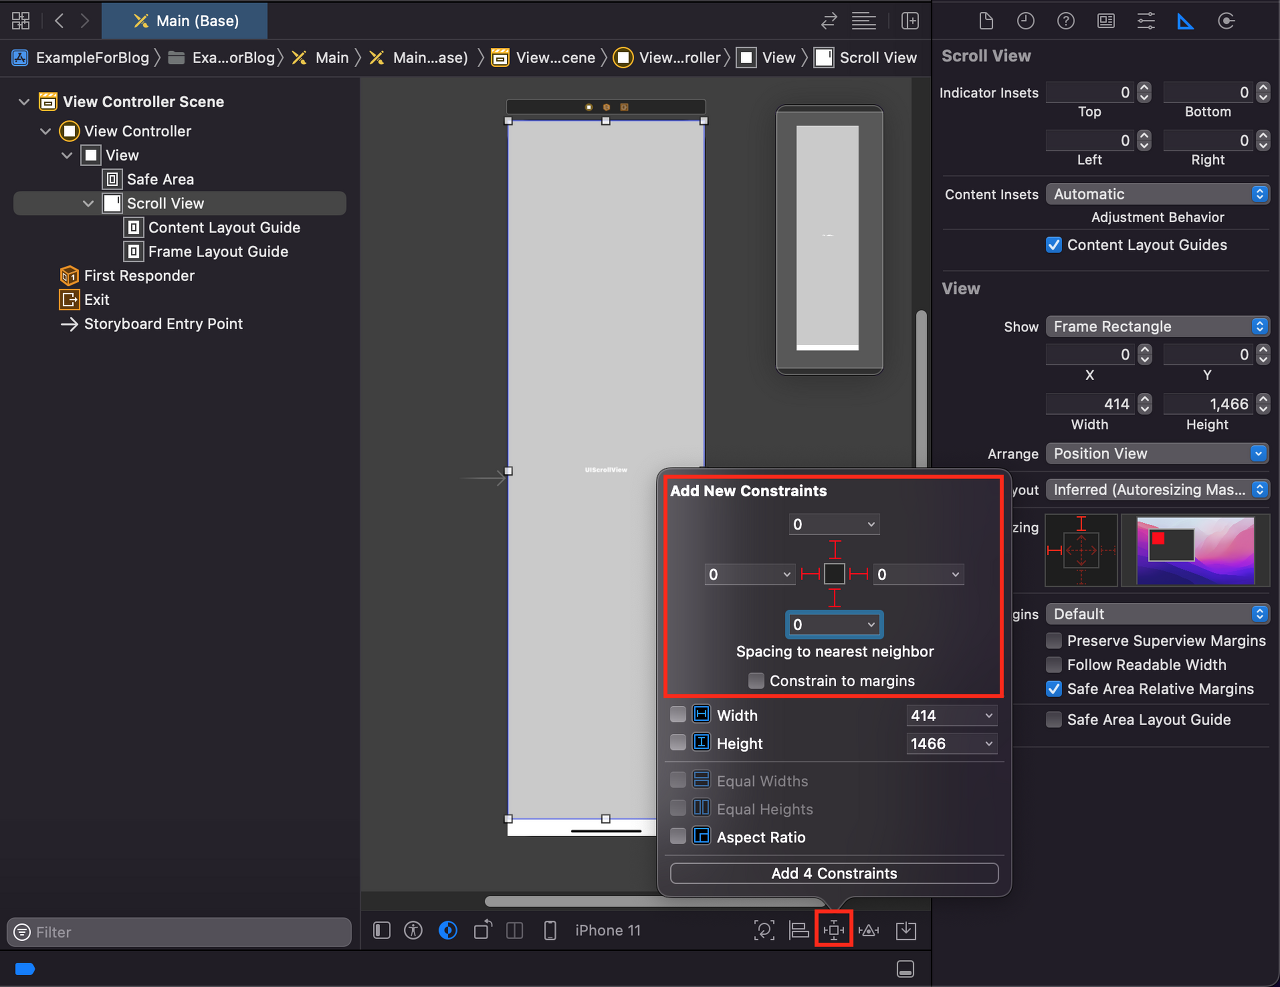 Main (Base)
ExampleForBlog
Exa...orBlog
Main
Main...ase)
View...cene
View...roller
View
Scroll View
View Controller Scene
View Controller
View
Safe Area
Scroll View
Content Layout Guide
Frame Layout Guide
First Responder
Exit
Storyboard Entry Point
Filter
UIScrollView
iPhone 11
Add New Constraints
0
0
0
0
Spacing to nearest neighbor
Constrain to margins
Width 414
Height 1466
Equal Widths
Equal Heights
Aspect Ratio
Add 4 Constraints
Scroll View
Indicator Insets 0 0
Top Bottom
0 0
Left Right
Content Insets Automatic
Adjustment Behavior
Content Layout Guides
View
Show Frame Rectangle
0 0
X Y
414 1,466
Width Height
Arrange Position View
yout Inferred (Autoresizing Mas...
zing
gins Default
Preserve Superview Margins
Follow Readable Width
Safe Area Relative Margins
Safe Area Layout Guide